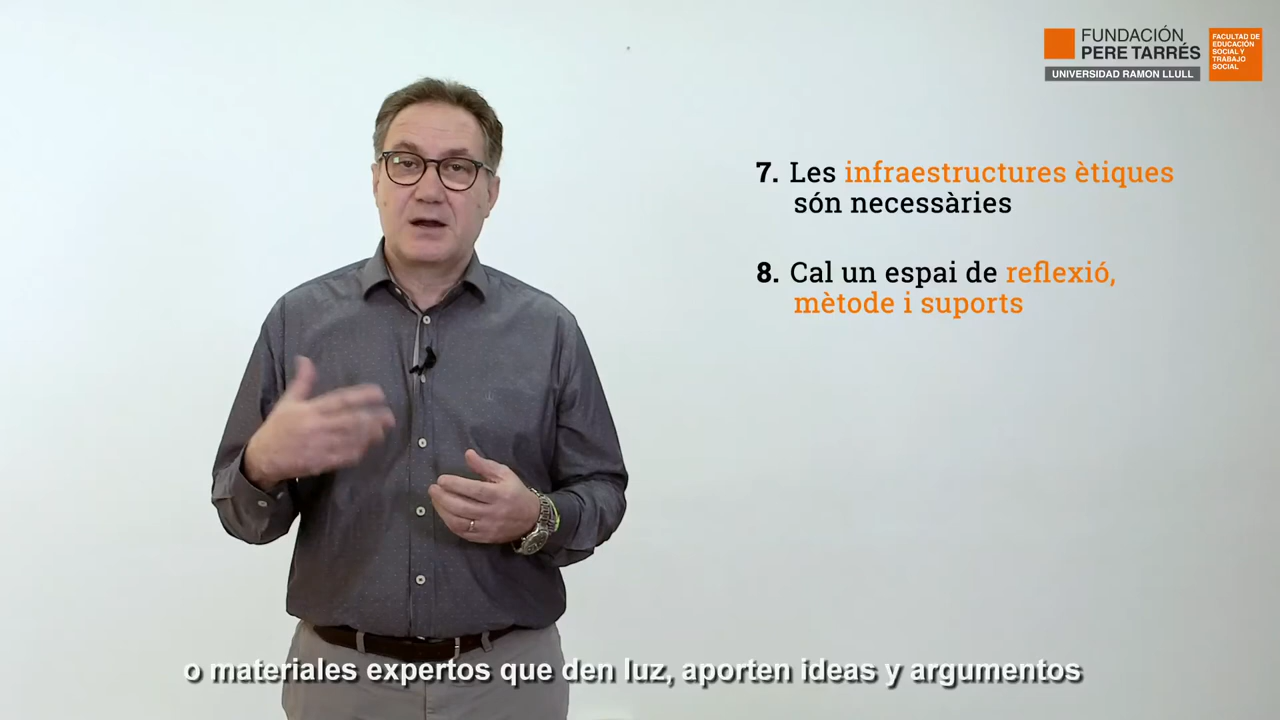 FUNDACIÓN
PERE TARRÉS
UNIVERSIDAD RAMON LLULL
FACULTAD DE
EDUCACIÓN
SOCIAL Y
TRABAJO
SOCIAL
7. Les infraestructures ètiques
són necessàries
8. Cal un espai de reflexió,
mètode i suports
o materiales expertos que den luz, aporten ideas y argumentos